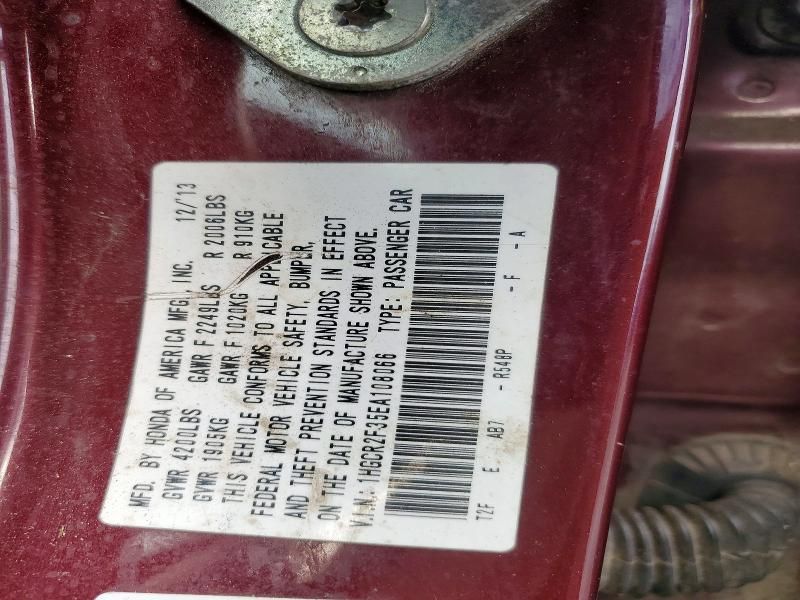 MFD. BY HONDA OF AMERICA MFG., INC. 12/'13
GVWR 4200LBS GAWR F 2249LBS R 2006LBS
GVWR 1905KG GAWR F 1020KG R 910KG
THIS VEHICLE CONFORMS TO ALL APPLICABLE
FEDERAL MOTOR VEHICLE SAFETY, BUMPER,
AND THEFT PREVENTION STANDARDS IN EFFECT
ON THE DATE OF MANUFACTURE SHOWN ABOVE.
V.I.N.: 1HGCR2F35EA108066 TYPE: PASSENGER CAR
T2F E AB7 - R548P - F - A